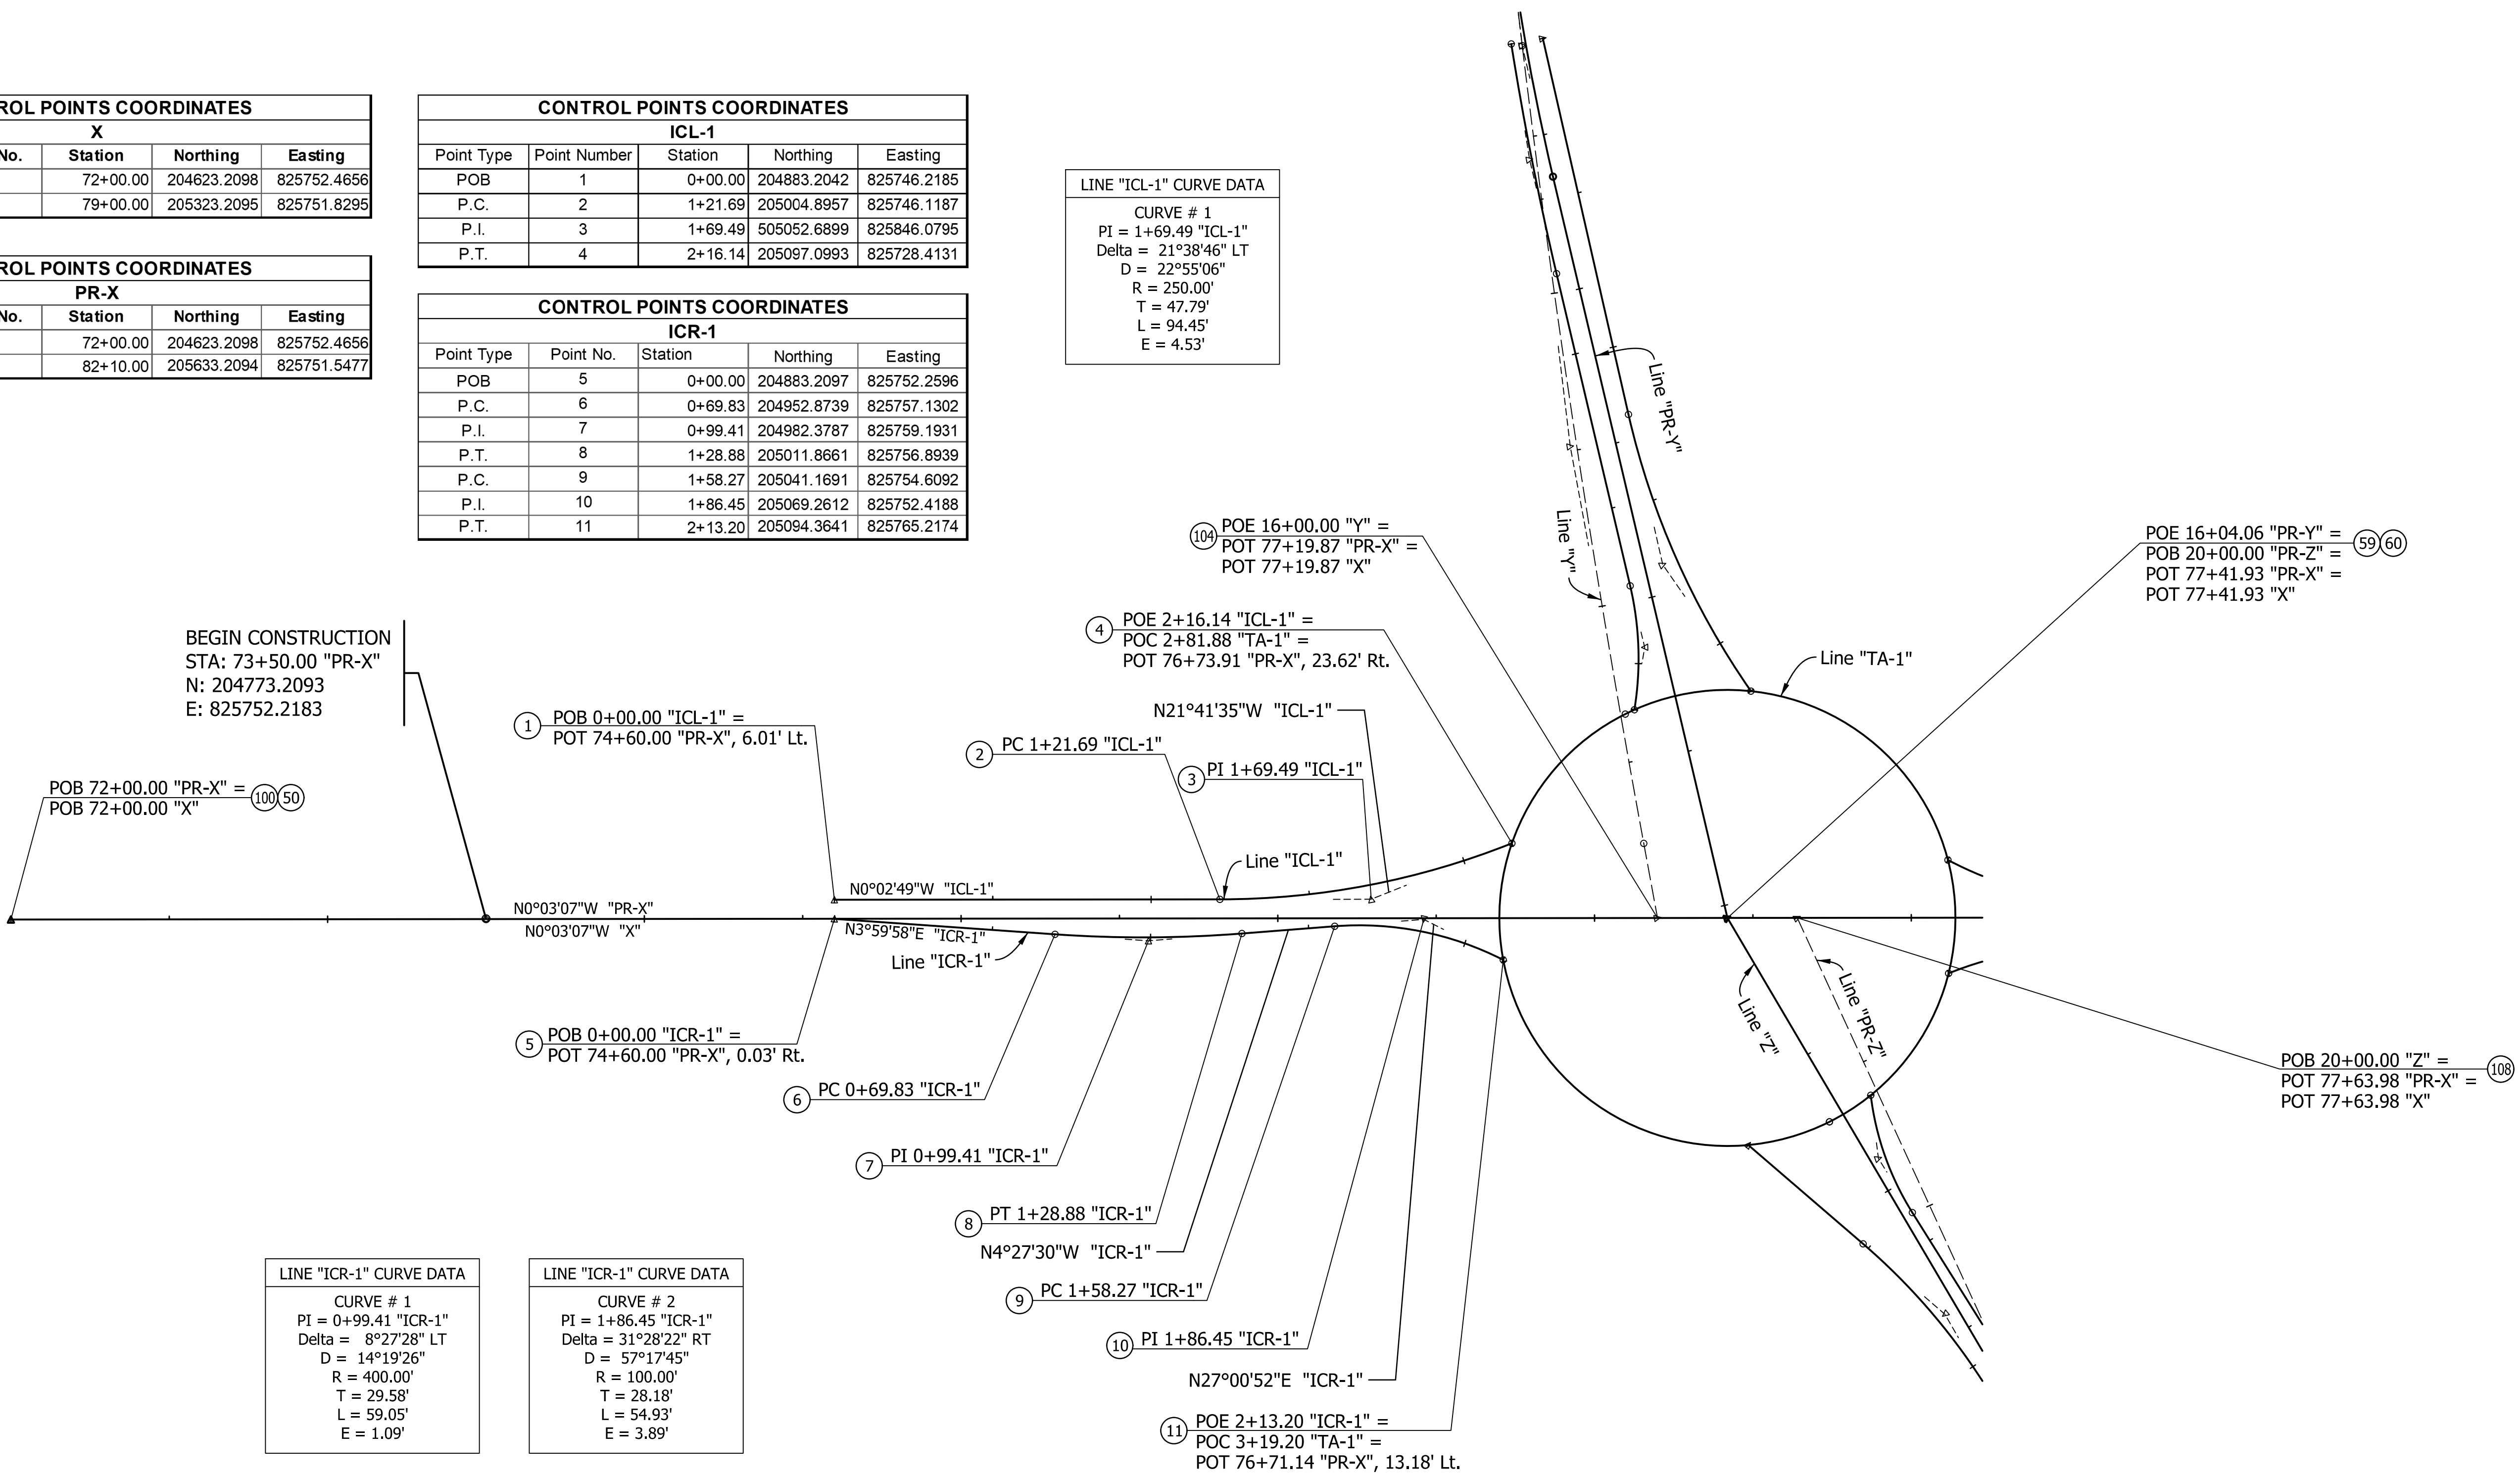 ROL POINTS COORDINATES
X
No. Station Northing Easting
72+00.00 204623.2098 825752.4656
79+00.00 205323.2095 825751.8295
ROL POINTS COORDINATES
PR-X
No. Station Northing Easting
72+00.00 204623.2098 825752.4656
82+10.00 205633.2094 825751.5477
CONTROL POINTS COORDINATES
ICL-1
Point Type Point Number Station Northing Easting
POB 1 0+00.00 204883.2042 825746.2185
P.C. 2 1+21.69 205004.8957 825746.1187
P.I. 3 1+69.49 505052.6899 825846.0795
P.T. 4 2+16.14 205097.0993 825728.4131
CONTROL POINTS COORDINATES
ICR-1
Point Type Point No. Station Northing Easting
POB 5 0+00.00 204883.2097 825752.2596
P.C. 6 0+69.83 204952.8739 825757.1302
P.I. 7 0+99.41 204982.3787 825759.1931
P.T. 8 1+28.88 205011.8661 825756.8939
P.C. 9 1+58.27 205041.1691 825754.6092
P.I. 10 1+86.45 205069.2612 825752.4188
P.T. 11 2+13.20 205094.3641 825765.2174
LINE "ICL-1" CURVE DATA
CURVE # 1
PI = 1+69.49 "ICL-1"
Delta = 21°38'46" LT
D = 22°55'06"
R = 250.00'
T = 47.79'
L = 94.45'
E = 4.53'
Line "PR-Y"
Line "Y"
104 POE 16+00.00 "Y" =
POT 77+19.87 "PR-X" =
POT 77+19.87 "X"
POE 16+04.06 "PR-Y" = 59 60
POB 20+00.00 "PR-Z" =
POT 77+41.93 "PR-X" =
POT 77+41.93 "X"
4 POE 2+16.14 "ICL-1" =
POC 2+81.88 "TA-1" =
POT 76+73.91 "PR-X", 23.62' Rt.
Line "TA-1"
BEGIN CONSTRUCTION
STA: 73+50.00 "PR-X"
N: 204773.2093
E: 825752.2183
1 POB 0+00.00 "ICL-1" =
POT 74+60.00 "PR-X", 6.01' Lt.
N21°41'35"W "ICL-1"
2 PC 1+21.69 "ICL-1"
3 PI 1+69.49 "ICL-1"
POB 72+00.00 "PR-X" = 100 50
POB 72+00.00 "X"
Line "ICL-1"
N0°02'49"W "ICL-1"
N0°03'07"W "PR-X"
N0°03'07"W "X"
N3°59'58"E "ICR-1"
Line "ICR-1"
Line "Z"
Line "PR-Z"
5 POB 0+00.00 "ICR-1" =
POT 74+60.00 "PR-X", 0.03' Rt.
6 PC 0+69.83 "ICR-1"
POB 20+00.00 "Z" = 108
POT 77+63.98 "PR-X" =
POT 77+63.98 "X"
7 PI 0+99.41 "ICR-1"
8 PT 1+28.88 "ICR-1"
N4°27'30"W "ICR-1"
9 PC 1+58.27 "ICR-1"
10 PI 1+86.45 "ICR-1"
N27°00'52"E "ICR-1"
11 POE 2+13.20 "ICR-1" =
POC 3+19.20 "TA-1" =
POT 76+71.14 "PR-X", 13.18' Lt.
LINE "ICR-1" CURVE DATA
CURVE # 1
PI = 0+99.41 "ICR-1"
Delta = 8°27'28" LT
D = 14°19'26"
R = 400.00'
T = 29.58'
L = 59.05'
E = 1.09'
LINE "ICR-1" CURVE DATA
CURVE # 2
PI = 1+86.45 "ICR-1"
Delta = 31°28'22" RT
D = 57°17'45"
R = 100.00'
T = 28.18'
L = 54.93'
E = 3.89'